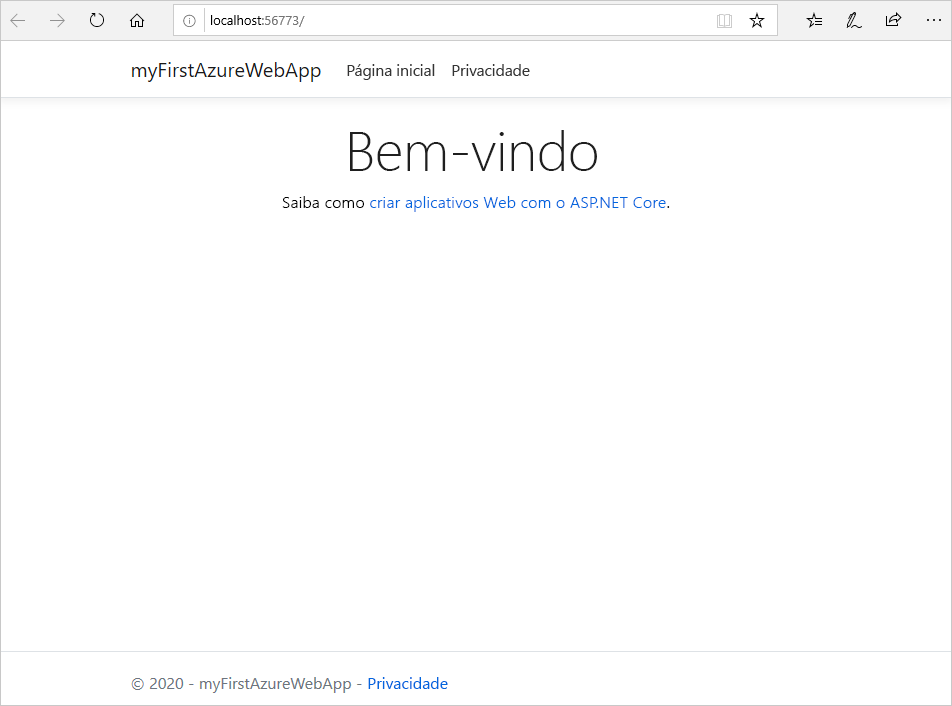 localhost:56773/
myFirstAzureWebApp Página inicial Privacidade
Bem-vindo
Saiba como criar aplicativos Web com o ASP.NET Core.
© 2020 - myFirstAzureWebApp - Privacidade